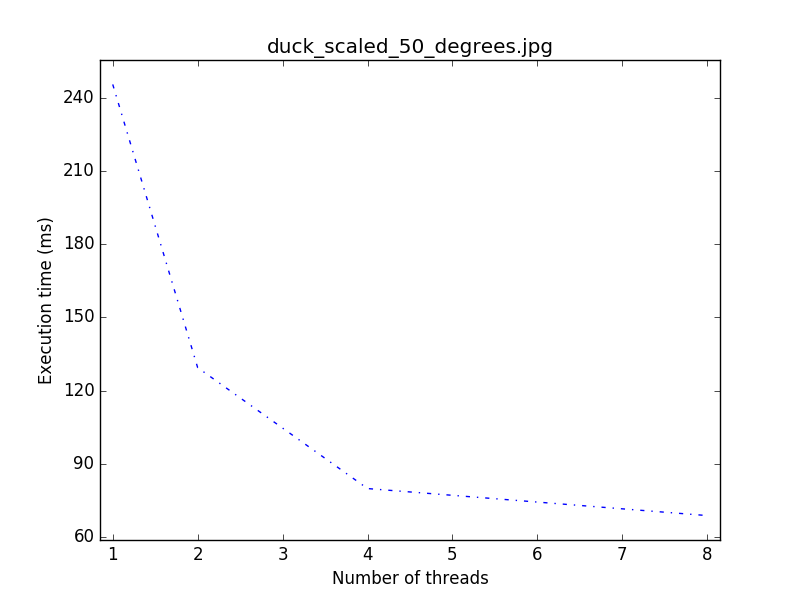 duck_scaled_50_degrees.jpg
Execution time (ms)
240
210
180
150
120
90
60
1 2 3 4 5 6 7 8
Number of threads